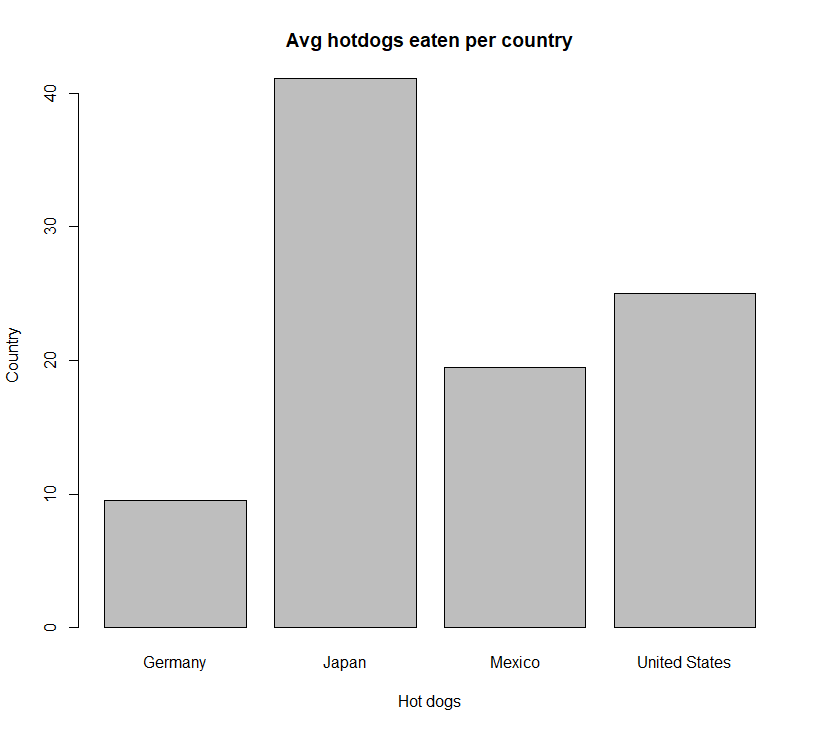 Avg hotdogs eaten per country
Country
40
30
20
10
0
Germany Japan Mexico United States
Hot dogs